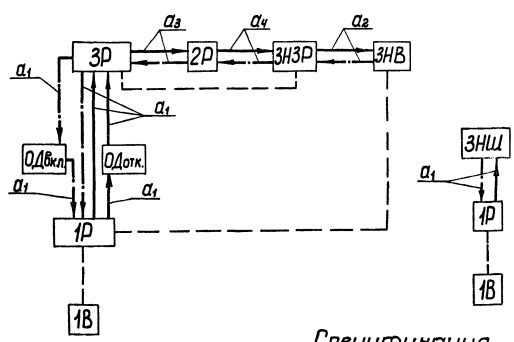 a3 a4 a2
3Р 2Р ЗНЗР ЗНВ
a1 a1
ОДвкл. ОДотк. ЗНШ
a1 a1 a1
1Р 1Р
1В 1В
Спецификация